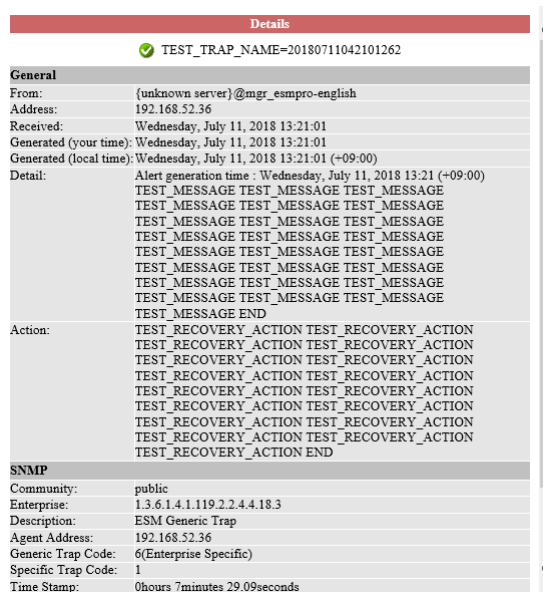 Details
TEST_TRAP_NAME=20180711042101262
General
From: {unknown server}@mgr_esmpro-english
Address: 192.168.52.36
Received: Wednesday, July 11, 2018 13:21:01
Generated (your time): Wednesday, July 11, 2018 13:21:01
Generated (local time): Wednesday, July 11, 2018 13:21:01 (+09:00)
Detail: Alert generation time : Wednesday, July 11, 2018 13:21 (+09:00)
TEST_MESSAGE TEST_MESSAGE TEST_MESSAGE
TEST_MESSAGE TEST_MESSAGE TEST_MESSAGE
TEST_MESSAGE TEST_MESSAGE TEST_MESSAGE
TEST_MESSAGE TEST_MESSAGE TEST_MESSAGE
TEST_MESSAGE TEST_MESSAGE TEST_MESSAGE
TEST_MESSAGE TEST_MESSAGE TEST_MESSAGE
TEST_MESSAGE TEST_MESSAGE TEST_MESSAGE
TEST_MESSAGE TEST_MESSAGE TEST_MESSAGE
TEST_MESSAGE END
Action: TEST_RECOVERY_ACTION TEST_RECOVERY_ACTION
TEST_RECOVERY_ACTION TEST_RECOVERY_ACTION
TEST_RECOVERY_ACTION TEST_RECOVERY_ACTION
TEST_RECOVERY_ACTION TEST_RECOVERY_ACTION
TEST_RECOVERY_ACTION TEST_RECOVERY_ACTION
TEST_RECOVERY_ACTION TEST_RECOVERY_ACTION
TEST_RECOVERY_ACTION TEST_RECOVERY_ACTION
TEST_RECOVERY_ACTION TEST_RECOVERY_ACTION
TEST_RECOVERY_ACTION END
SNMP
Community: public
Enterprise: 1.3.6.1.4.1.119.2.2.4.4.18.3
Description: ESM Generic Trap
Agent Address: 192.168.52.36
Generic Trap Code: 6(Enterprise Specific)
Specific Trap Code: 1
Time Stamp: 0hours 7minutes 29.09seconds